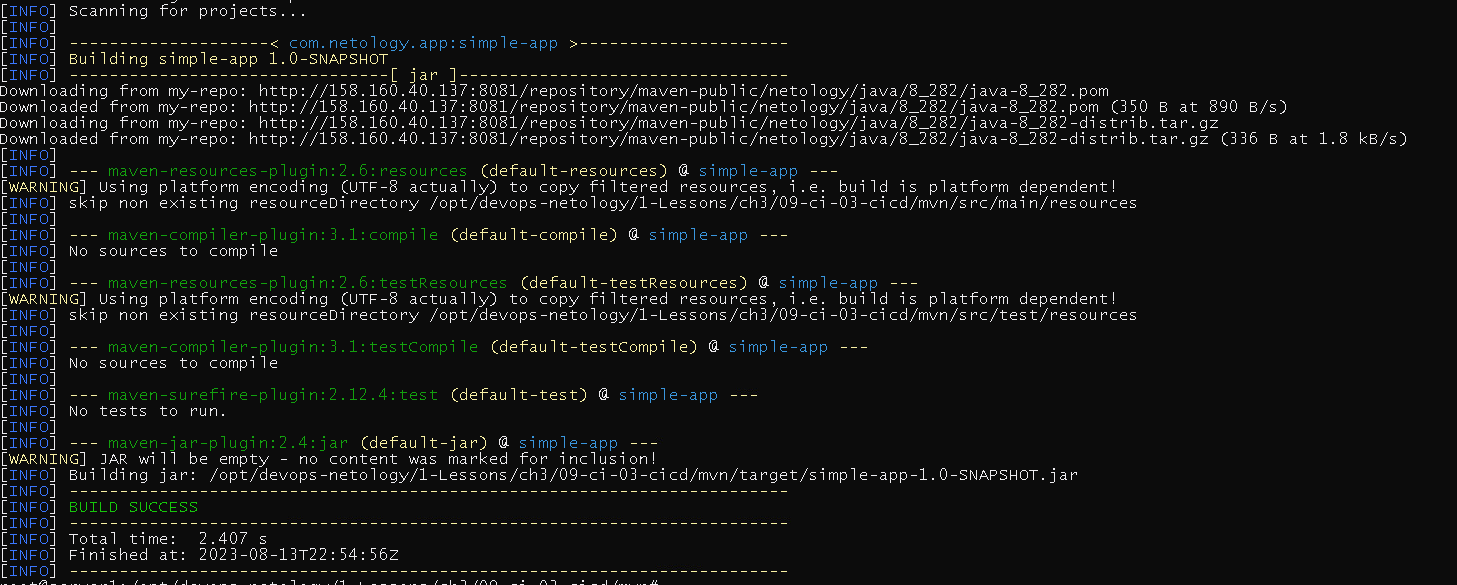 [INFO] Scanning for projects...
[INFO]
[INFO] --------------------< com.netology.app:simple-app >---------------------
[INFO] Building simple-app 1.0-SNAPSHOT
[INFO] --------------------------------[ jar ]---------------------------------
Downloading from my-repo: http://158.160.40.137:8081/repository/maven-public/netology/java/8_282/java-8_282.pom
Downloaded from my-repo: http://158.160.40.137:8081/repository/maven-public/netology/java/8_282/java-8_282.pom (350 B at 890 B/s)
Downloading from my-repo: http://158.160.40.137:8081/repository/maven-public/netology/java/8_282/java-8_282-distrib.tar.gz
Downloaded from my-repo: http://158.160.40.137:8081/repository/maven-public/netology/java/8_282/java-8_282-distrib.tar.gz (336 B at 1.8 kB/s)
[INFO]
[INFO] --- maven-resources-plugin:2.6:resources (default-resources) @ simple-app ---
[WARNING] Using platform encoding (UTF-8 actually) to copy filtered resources, i.e. build is platform dependent!
[INFO] skip non existing resourceDirectory /opt/devops-netology/1-Lessons/ch3/09-ci-03-cicd/mvn/src/main/resources
[INFO]
[INFO] --- maven-compiler-plugin:3.1:compile (default-compile) @ simple-app ---
[INFO] No sources to compile
[INFO]
[INFO] --- maven-resources-plugin:2.6:testResources (default-testResources) @ simple-app ---
[WARNING] Using platform encoding (UTF-8 actually) to copy filtered resources, i.e. build is platform dependent!
[INFO] skip non existing resourceDirectory /opt/devops-netology/1-Lessons/ch3/09-ci-03-cicd/mvn/src/test/resources
[INFO]
[INFO] --- maven-compiler-plugin:3.1:testCompile (default-testCompile) @ simple-app ---
[INFO] No sources to compile
[INFO]
[INFO] --- maven-surefire-plugin:2.12.4:test (default-test) @ simple-app ---
[INFO] No tests to run.
[INFO]
[INFO] --- maven-jar-plugin:2.4:jar (default-jar) @ simple-app ---
[WARNING] JAR will be empty - no content was marked for inclusion!
[INFO] Building jar: /opt/devops-netology/1-Lessons/ch3/09-ci-03-cicd/mvn/target/simple-app-1.0-SNAPSHOT.jar
[INFO] ------------------------------------------------------------------------
[INFO] BUILD SUCCESS
[INFO] ------------------------------------------------------------------------
[INFO] Total time:  2.407 s
[INFO] Finished at: 2023-08-13T22:54:56Z
[INFO] ------------------------------------------------------------------------